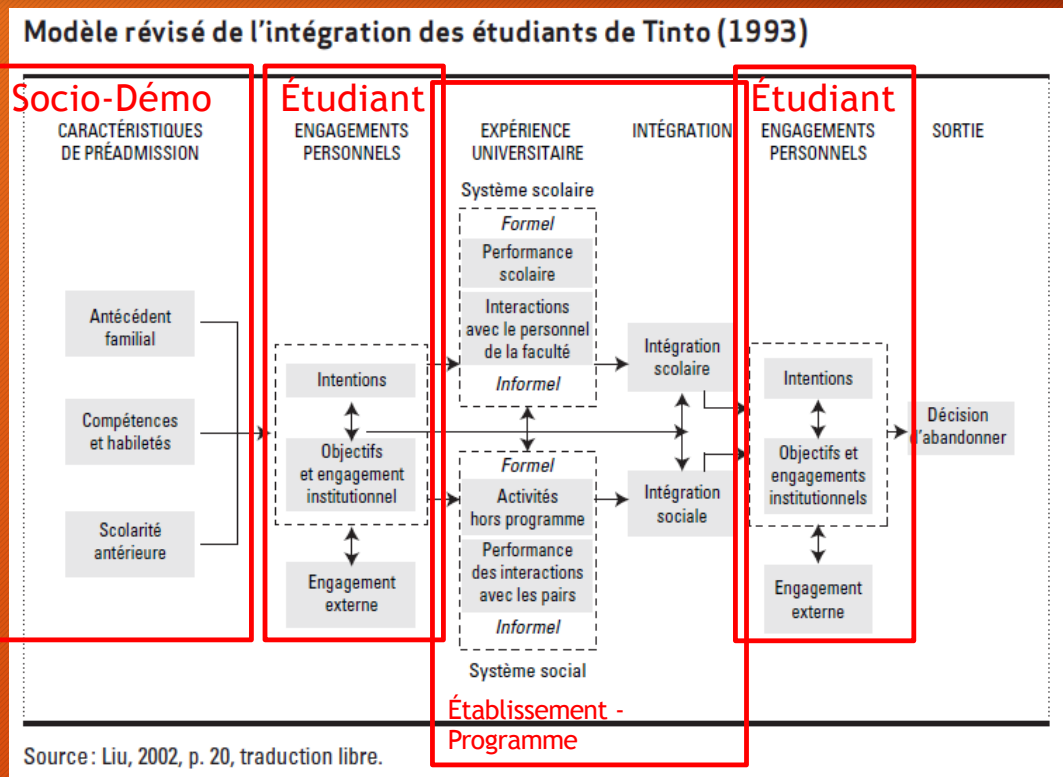 Modèle révisé de l'intégration des étudiants de Tinto (1993)
Socio-Démo
Étudiant
Étudiant
CARACTÉRISTIQUES
DE PRÉADMISSION
ENGAGEMENTS
PERSONNELS
EXPÉRIENCE
UNIVERSITAIRE
INTÉGRATION
ENGAGEMENTS
PERSONNELS
SORTIE
Antécédent
familial
Compétences
et habiletés
Scolarité
antérieure
Intentions
Objectifs
et engagement
institutionnel
Engagement
externe
Système scolaire
Formel
Performance
scolaire
Interactions
avec le personnel
de la faculté
Informel
Formel
Activités
hors programme
Performance
des interactions
avec les pairs
Informel
Système social
Établissement -
Programme
Intégration
scolaire
Intégration
sociale
Intentions
Objectifs et
engagements
institutionnels
Engagement
externe
Décision
d'abandonner
Source : Liu, 2002, p. 20, traduction libre.